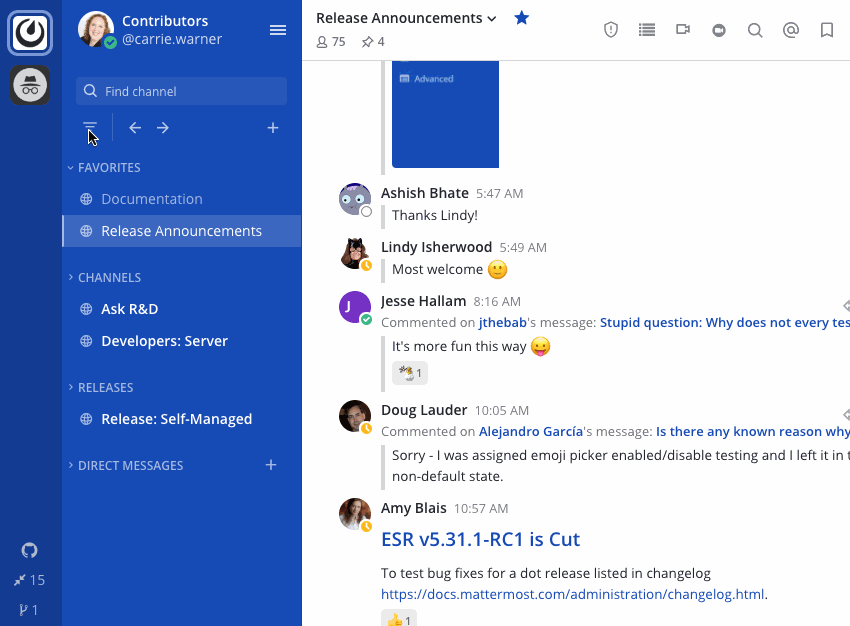 Contributors
@carrie.warner
Find channel
FAVORITES
Documentation
Release Announcements
CHANNELS
Ask R&D
Developers: Server
RELEASES
Release: Self-Managed
DIRECT MESSAGES
15
1
Release Announcements
75
4
Advanced
Ashish Bhate 5:47 AM
Thanks Lindy!
Lindy Isherwood 5:49 AM
Most welcome
J
Jesse Hallam 8:16 AM
Commented on jthebab's message: Stupid question: Why does not every tes
It's more fun this way
1
Doug Lauder 10:05 AM
Commented on Alejandro García's message: Is there any known reason why
Sorry - I was assigned emoji picker enabled/disable testing and I left it in t
non-default state.
Amy Blais 10:57 AM
ESR v5.31.1-RC1 is Cut
To test bug fixes for a dot release listed in changelog
https://docs.mattermost.com/administration/changelog.html.
1